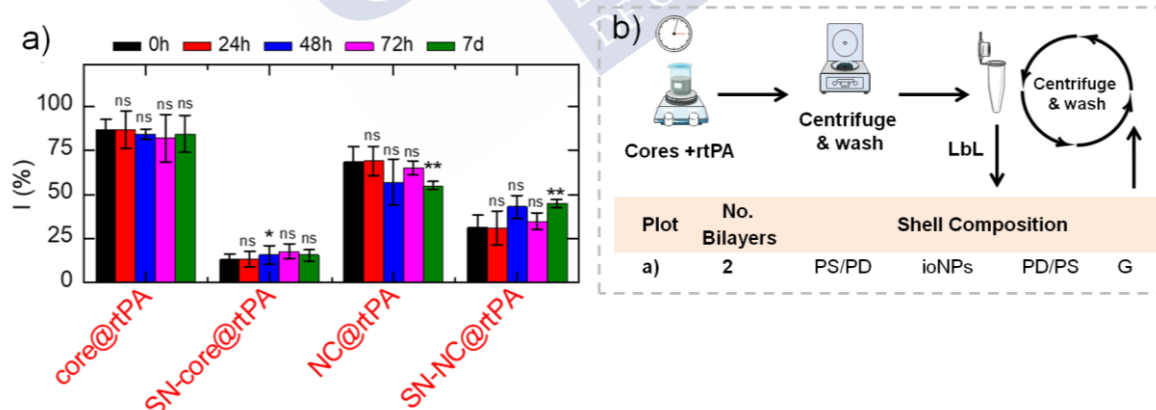 a)
0h 24h 48h 72h 7d
I (%)
100
75
50
25
0
ns ns ns ns
ns * ns ns
ns ns ns **
ns ns ns **
core@rtPA
SN-core@rtPA
NC@rtPA
SN-NC@rtPA
b)
Cores +rtPA
Centrifuge
& wash
LbL
Centrifuge
& wash
Plot No. Bilayers Shell Composition
a) 2 PS/PD ioNPs PD/PS G